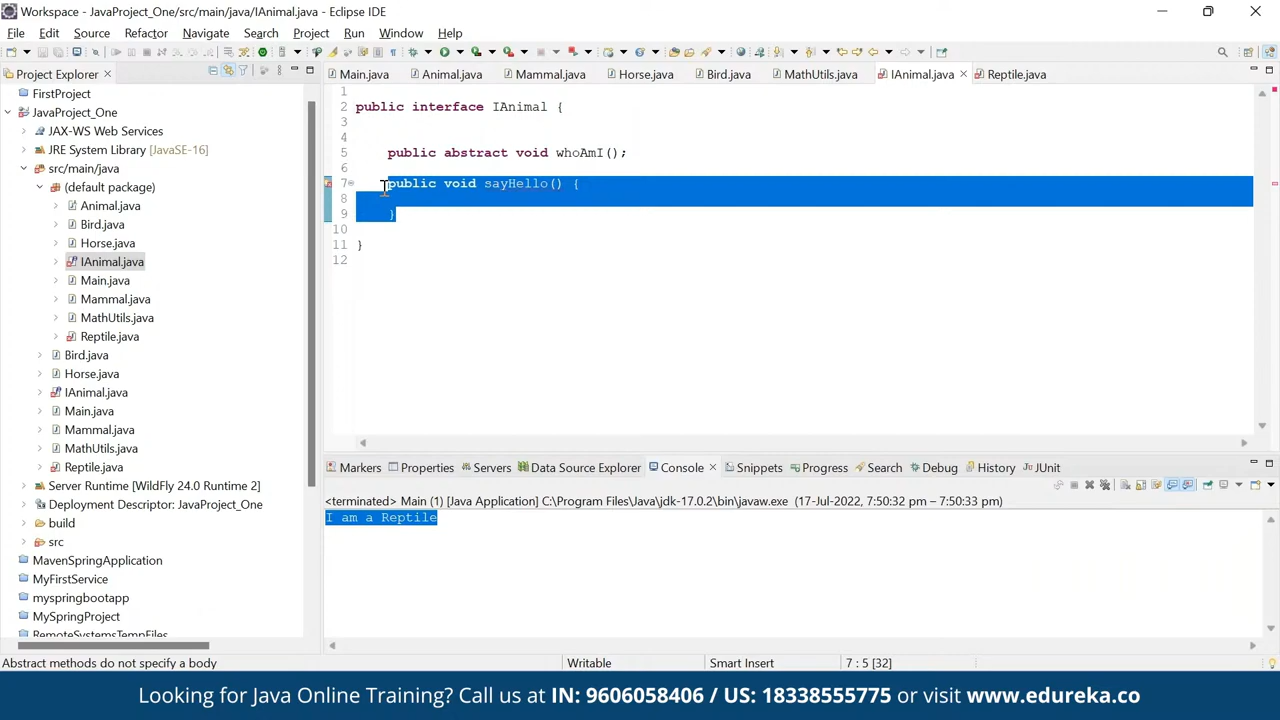 Workspace - JavaProject_One/src/main/java/IAnimal.java - Eclipse IDE
File Edit Source Refactor Navigate Search Project Run Window Help
Project Explorer
Main.java Animal.java Mammal.java Horse.java Bird.java MathUtils.java IAnimal.java Reptile.java
FirstProject
JavaProject_One
JAX-WS Web Services
JRE System Library [JavaSE-16]
src/main/java
(default package)
Animal.java
Bird.java
Horse.java
IAnimal.java
Main.java
Mammal.java
MathUtils.java
Reptile.java
Bird.java
Horse.java
IAnimal.java
Main.java
Mammal.java
MathUtils.java
Reptile.java
Server Runtime [WildFly 24.0 Runtime 2]
Deployment Descriptor: JavaProject_One
build
src
MavenSpringApplication
MyFirstService
myspringbootapp
MySpringProject
RemoteSystemsTempFiles
1
2 public interface IAnimal {
3
4
5 public abstract void whoAmI();
6
7 public void sayHello() {
8
9 }
10
11 }
12
Markers Properties Servers Data Source Explorer Console Snippets Progress Search Debug History JUnit
<terminated> Main (1) [Java Application] C:\Program Files\Java\jdk-17.0.2\bin\javaw.exe (17-Jul-2022, 7:50:32 pm – 7:50:33 pm)
I am a Reptile
Abstract methods do not specify a body Writable Smart Insert 7 : 5 [32]
Looking for Java Online Training? Call us at IN: 9606058406 / US: 18338555775 or visit www.edureka.co